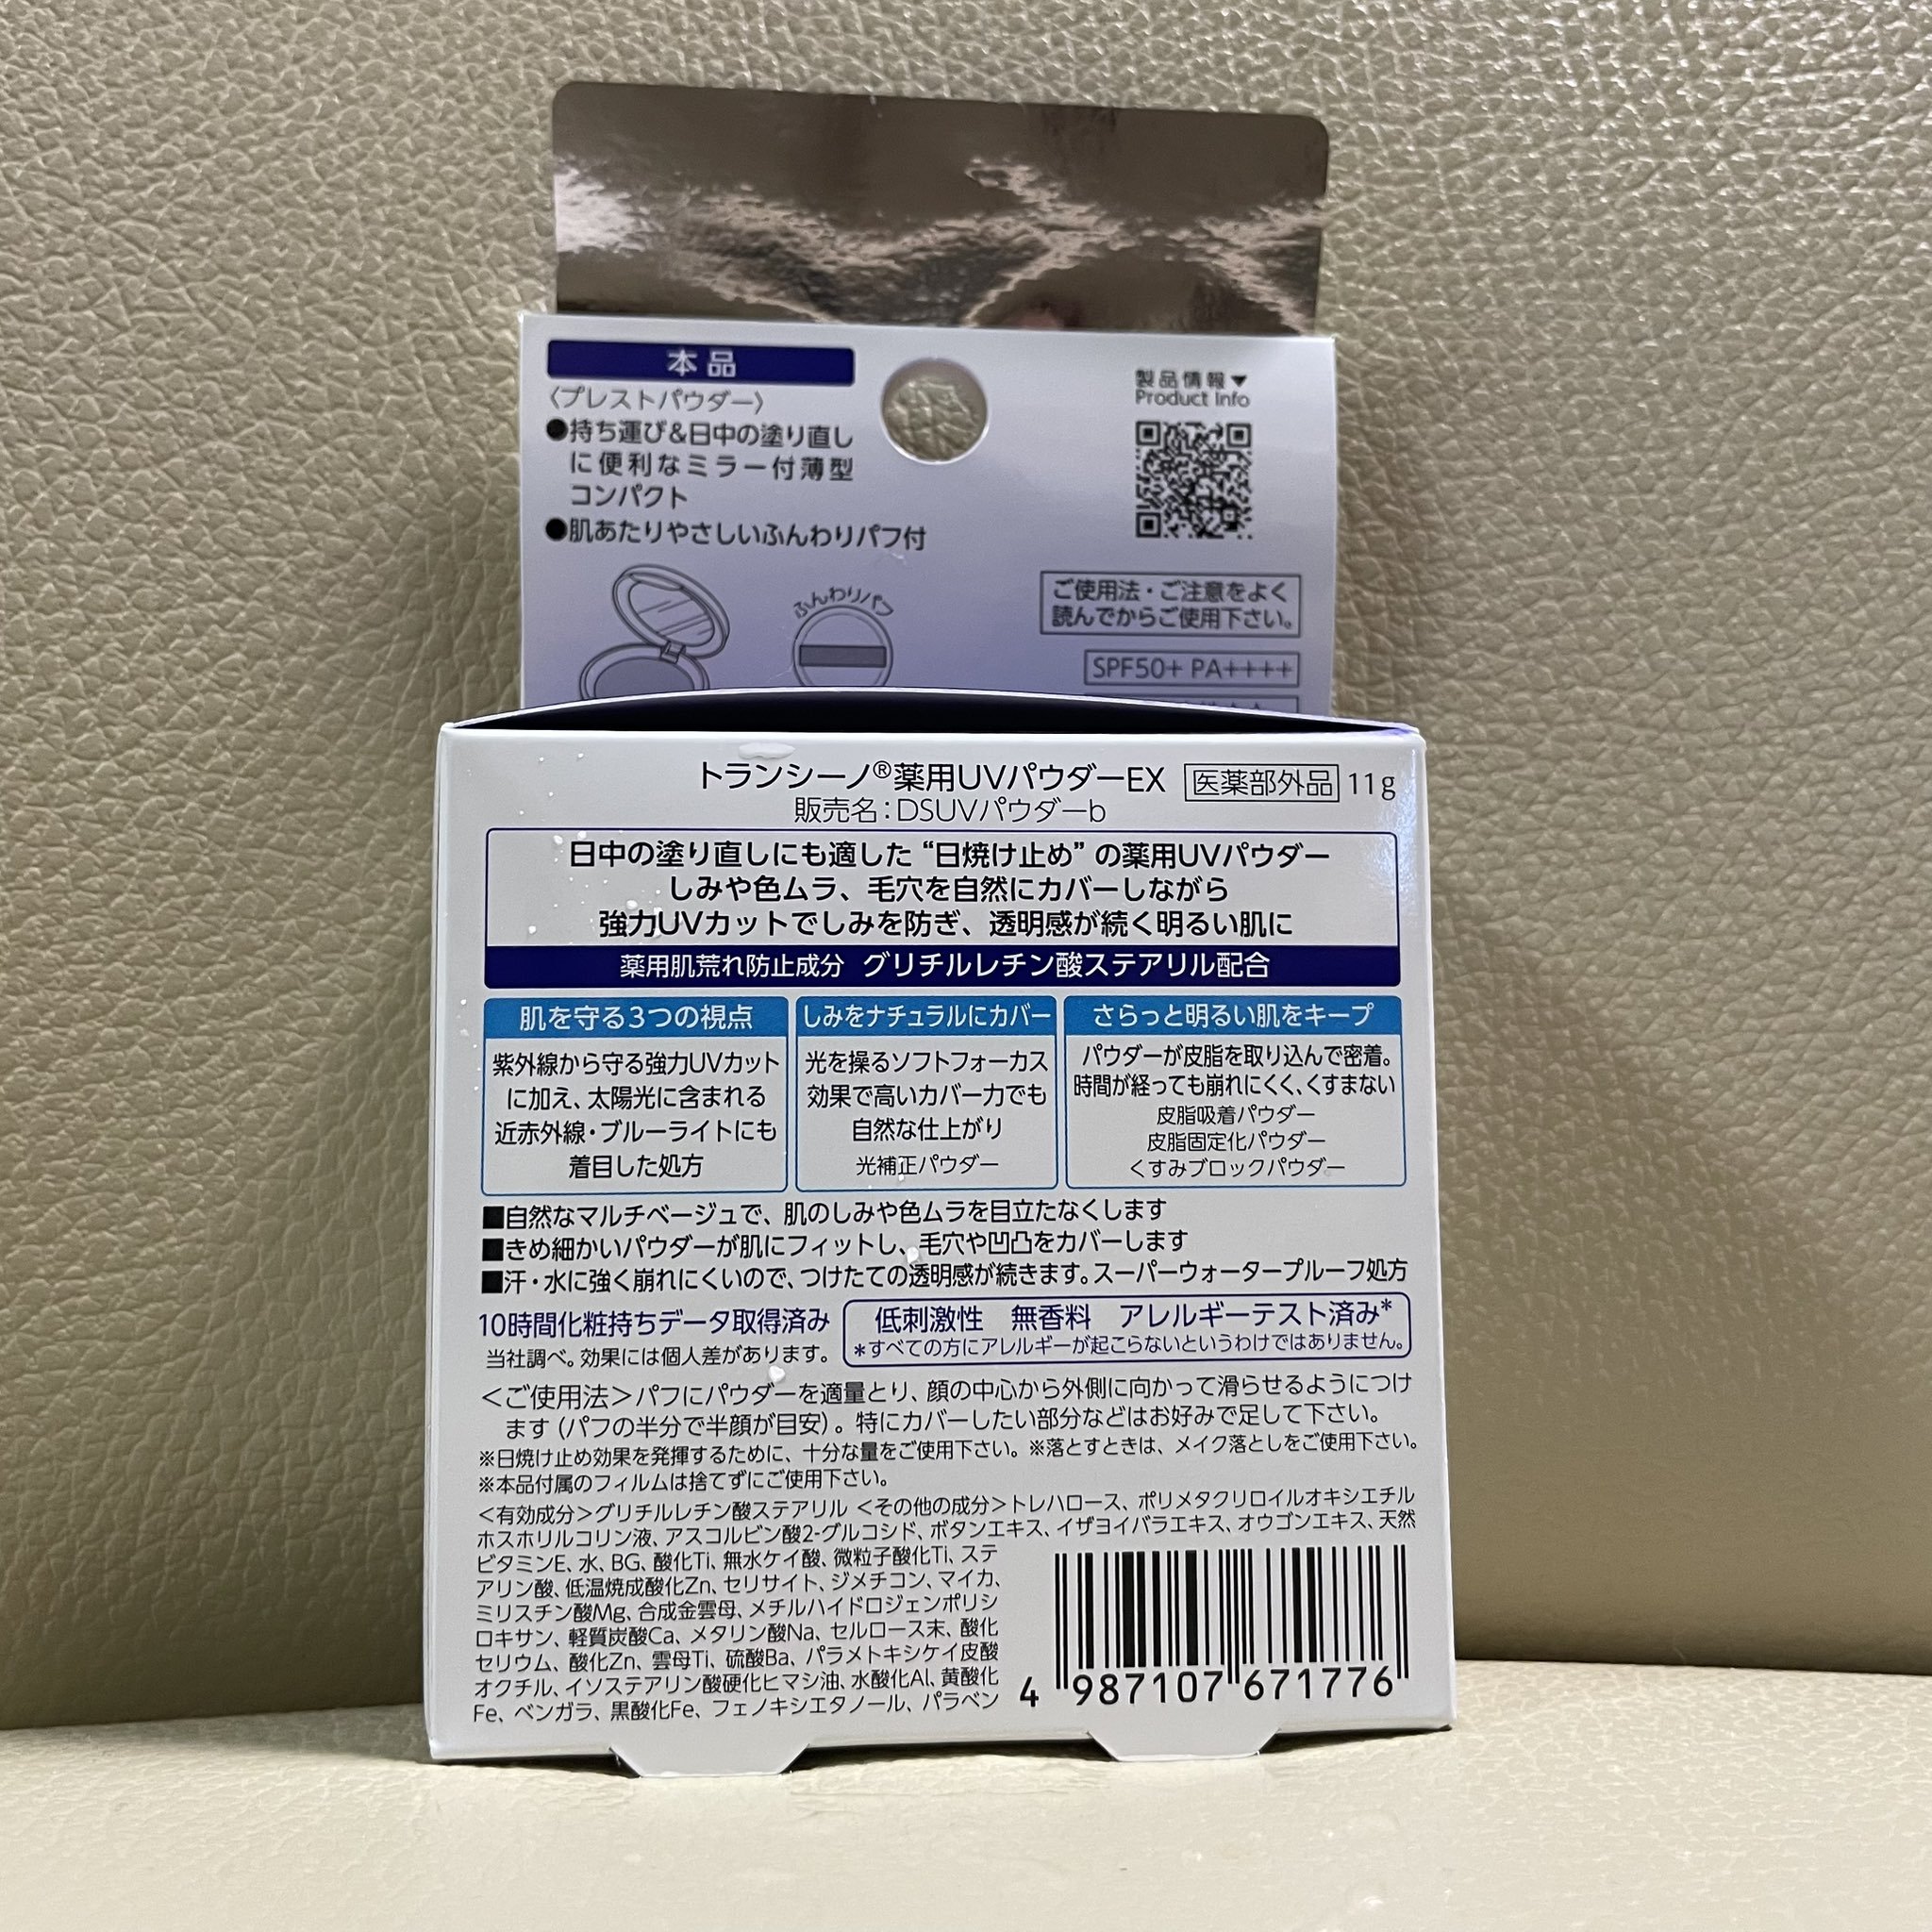 本品
〈プレストパウダー〉
●持ち運び&日中の塗り直し
に便利なミラー付薄型
コンパクト
●肌あたりやさしいふんわりパフ付
ふんわりパフ
製品情報▼
Product Info
ご使用法・ご注意をよく
読んでからご使用下さい。
SPF50+ PA++++
トランシーノ®薬用UVパウダーEX 医薬部外品 11g
販売名:DSUVパウダーb
日中の塗り直しにも適した“日焼け止め”の薬用UVパウダー
しみや色ムラ、毛穴を自然にカバーしながら
強力UVカットでしみを防ぎ、透明感が続く明るい肌に
薬用肌荒れ防止成分 グリチルレチン酸ステアリル配合
肌を守る3つの視点
紫外線から守る強力UVカット
に加え、太陽光に含まれる
近赤外線・ブルーライトにも
着目した処方
しみをナチュラルにカバー
光を操るソフトフォーカス
効果で高いカバー力でも
自然な仕上がり
光補正パウダー
さらっと明るい肌をキープ
パウダーが皮脂を取り込んで密着。
時間が経っても崩れにくく、くすまない
皮脂吸着パウダー
皮脂固定化パウダー
くすみブロックパウダー
■自然なマルチベージュで、肌のしみや色ムラを目立たなくします
■きめ細かいパウダーが肌にフィットし、毛穴や凹凸をカバーします
■汗・水に強く崩れにくいので、つけたての透明感が続きます。スーパーウォータープルーフ処方
10時間化粧持ちデータ取得済み
当社調べ。効果には個人差があります。
低刺激性 無香料 アレルギーテスト済み*
*すべての方にアレルギーが起こらないというわけではありません。
<ご使用法>パフにパウダーを適量とり、顔の中心から外側に向かって滑らせるようにつけ
ます(パフの半分で半顔が目安)。特にカバーしたい部分などはお好みで足して下さい。
※日焼け止め効果を発揮するために、十分な量をご使用下さい。※落とすときは、メイク落としをご使用下さい。
※本品付属のフィルムは捨てずにご使用下さい。
<有効成分>グリチルレチン酸ステアリル <その他の成分>トレハロース、ポリメタクリロイルオキシエチル
ホスホリルコリン液、アスコルビン酸2-グルコシド、ボタンエキス、イザヨイバラエキス、オウゴンエキス、天然
ビタミンE、水、BG、酸化Ti、無水ケイ酸、微粒子酸化Ti、ステ
アリン酸、低温焼成酸化Zn、セリサイト、ジメチコン、マイカ、
ミリスチン酸Mg、合成金雲母、メチルハイドロジェンポリシ
ロキサン、軽質炭酸Ca、メタリン酸Na、セルロース末、酸化
セリウム、酸化Zn、雲母Ti、硫酸Ba、パラメトキシケイ皮酸
オクチル、イソステアリン酸硬化ヒマシ油、水酸化Al、黄酸化
Fe、ベンガラ、黒酸化Fe、フェノキシエタノール、パラベン
4 987107 671776